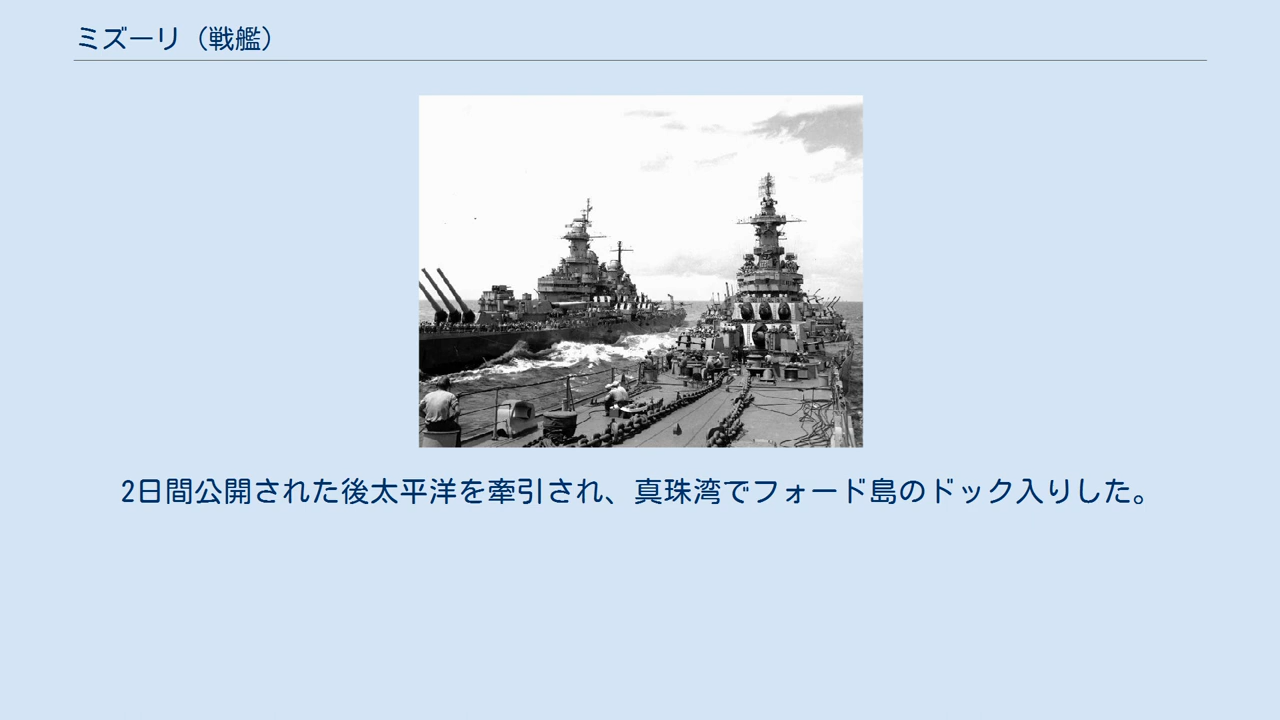 ミズーリ（戦艦）
2日間公開された後太平洋を牽引され、真珠湾でフォード島のドック入りした。